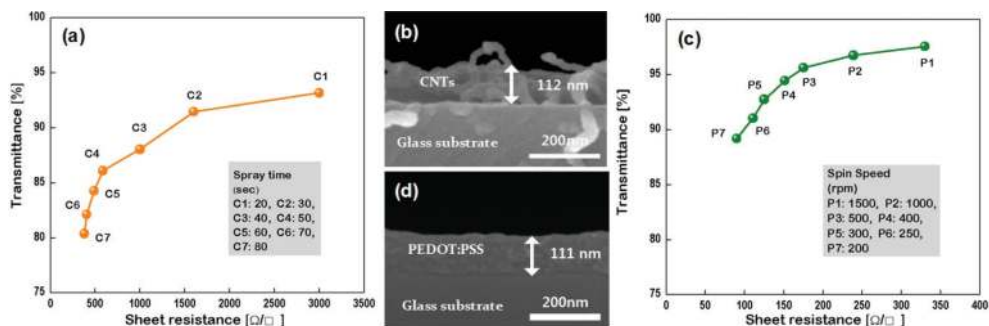 (a)
100
95
90
85
80
75
Transmittance [%]
C1
C2
C3
C4
C5
C6
C7
Spray time
(sec)
C1: 20, C2: 30,
C3: 40, C4: 50,
C5: 60, C6: 70,
C7: 80
0 500 1000 1500 2000 2500 3000 3500
Sheet resistance [Ω/□]
(b)
CNTs
112 nm
Glass substrate
200nm
(d)
PEDOT:PSS
111 nm
Glass substrate
200nm
(c)
100
95
90
85
80
75
Transmittance [%]
P1
P2
P3
P4
P5
P6
P7
Spin Speed
(rpm)
P1: 1500, P2: 1000,
P3: 500, P4: 400,
P5: 300, P6: 250,
P7: 200
0 50 100 150 200 250 300 350
Sheet resistance [Ω/□]